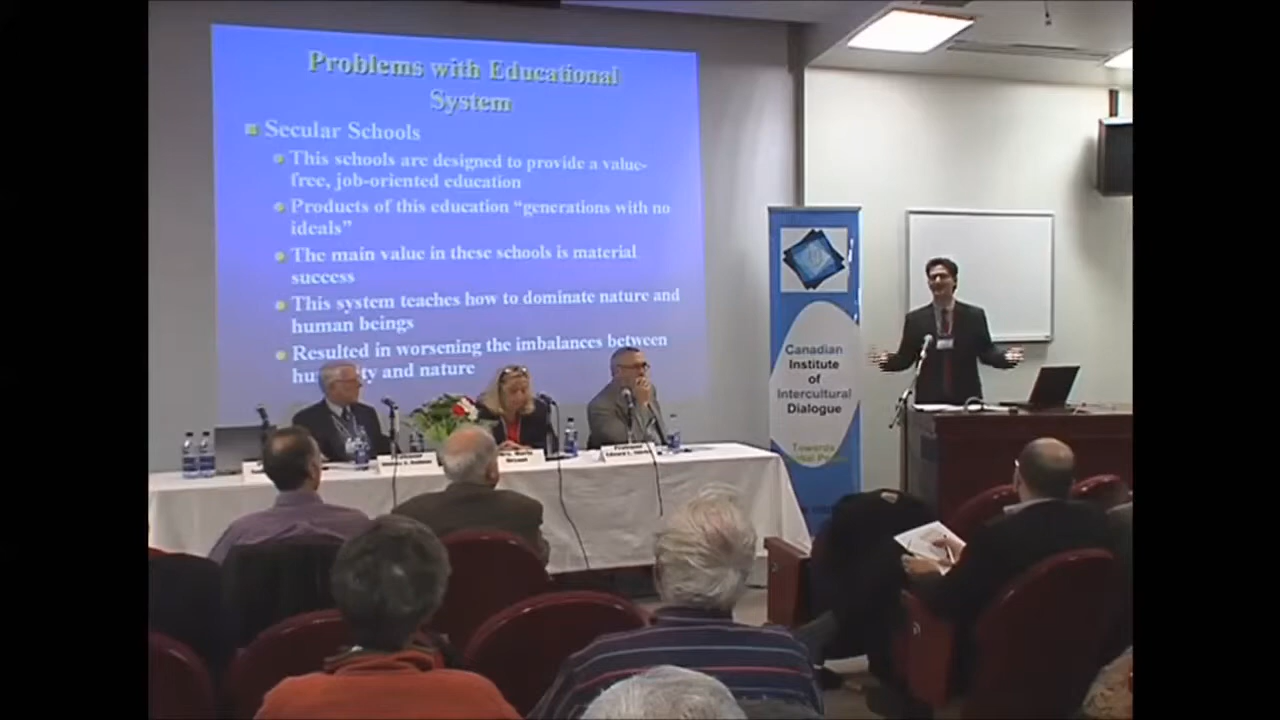 Problems with Educational
System
Secular Schools
This schools are designed to provide a value-
free, job-oriented education
Products of this education “generations with no
ideals”
The main value in these schools is material
success
This system teaches how to dominate nature and
human beings
Resulted in worsening the imbalances between
and nature
Canadian
Institute
of
Intercultural
Dialogue
Towards